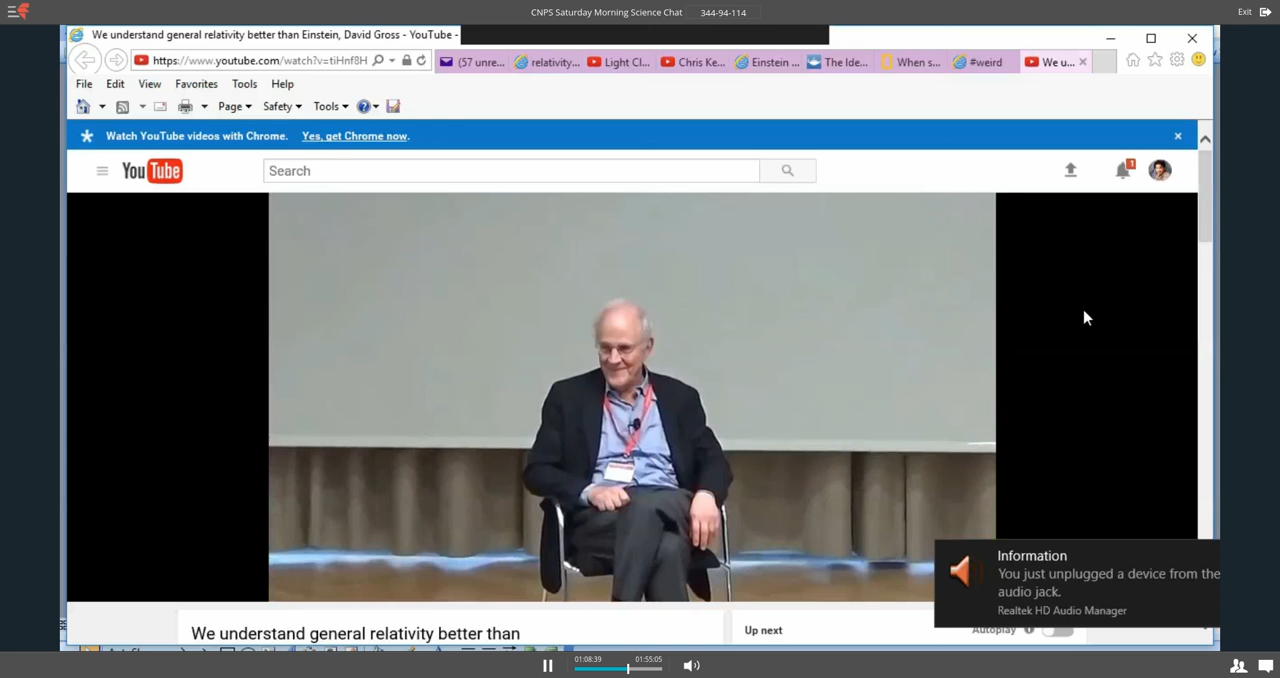 CNPS Saturday Morning Science Chat 344-94-114 Exit
We understand general relativity better than Einstein, David Gross - YouTube -
https://www.youtube.com/watch?v=tiHnf8H (57 unre... relativity... Light Cl... Chris Ke... Einstein ... The Ide... When s... #weird We u...
File Edit View Favorites Tools Help
Page Safety Tools
Watch YouTube videos with Chrome. Yes, get Chrome now.
YouTube Search 1
Information
You just unplugged a device from the
audio jack.
Realtek HD Audio Manager
We understand general relativity better than
Up next Autoplay
01:08:39 01:55:05